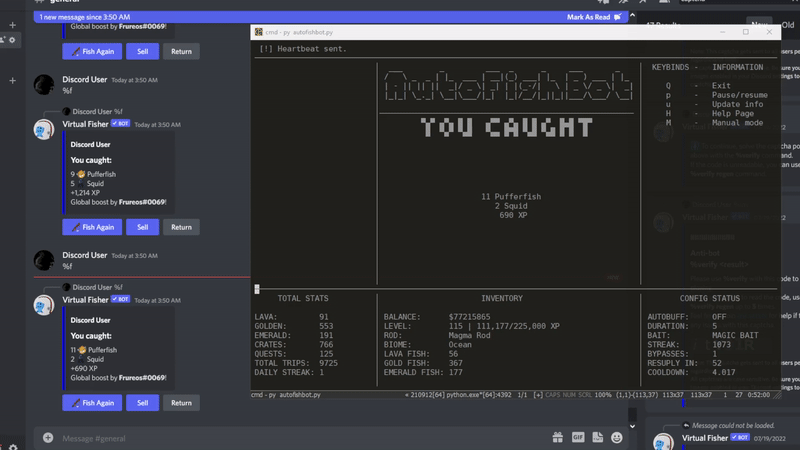 general
1 new message since 3:50 AM
Mark As Read
Global boost by Frureos#0069!
Fish Again
Sell
Return
Discord User Today at 3:50 AM
%f
Discord User %f
Virtual Fisher BOT Today at 3:50 AM
Discord User
You caught:
9 Pufferfish
5 Squid
+1,214 XP
Global boost by Frureos#0069!
Fish Again
Sell
Return
Discord User Today at 3:50 AM
%f
Discord User %f
Virtual Fisher BOT Today at 3:50 AM
Discord User
You caught:
11 Pufferfish
2 Squid
+690 XP
Global boost by Frureos#0069!
Fish Again
Sell
Return
Message #general
GIF
cmd - py autofishbot.py
[!] Heartbeat sent.
AutoFishBot
YOU CAUGHT
11 Pufferfish
2 Squid
690 XP
KEYBINDS - INFORMATION
Q - Exit
p - Pause/resume
u - Update info
H - Help Page
M - Manual mode
TOTAL STATS
LAVA: 91
GOLDEN: 553
EMERALD: 191
CRATES: 766
QUESTS: 125
TOTAL TRIPS: 9725
DAILY STREAK: 1
INVENTORY
BALANCE: $77215865
LEVEL: 115 | 111,177/225,000 XP
ROD: Magma Rod
BIOME: Ocean
LAVA FISH: 56
GOLD FISH: 367
EMERALD FISH: 177
CONFIG STATUS
AUTOBUFF: OFF
DURATION: 5
BAIT: MAGIC BAIT
STREAK: 1073
BYPASSES: 1
RESUPLY IN: 52
COOLDOWN: 4.017
cmd - py autofishbot.py
« 210912[64] python.exe*[64]:4392 1/1 [+] CAPS NUM SCRL 100% (1,1)-(113,37) 113x37 113x37 1 27 0:52:00
47 Results
New
Old
Message could not be loaded.
Virtual Fisher BOT 07/19/2022